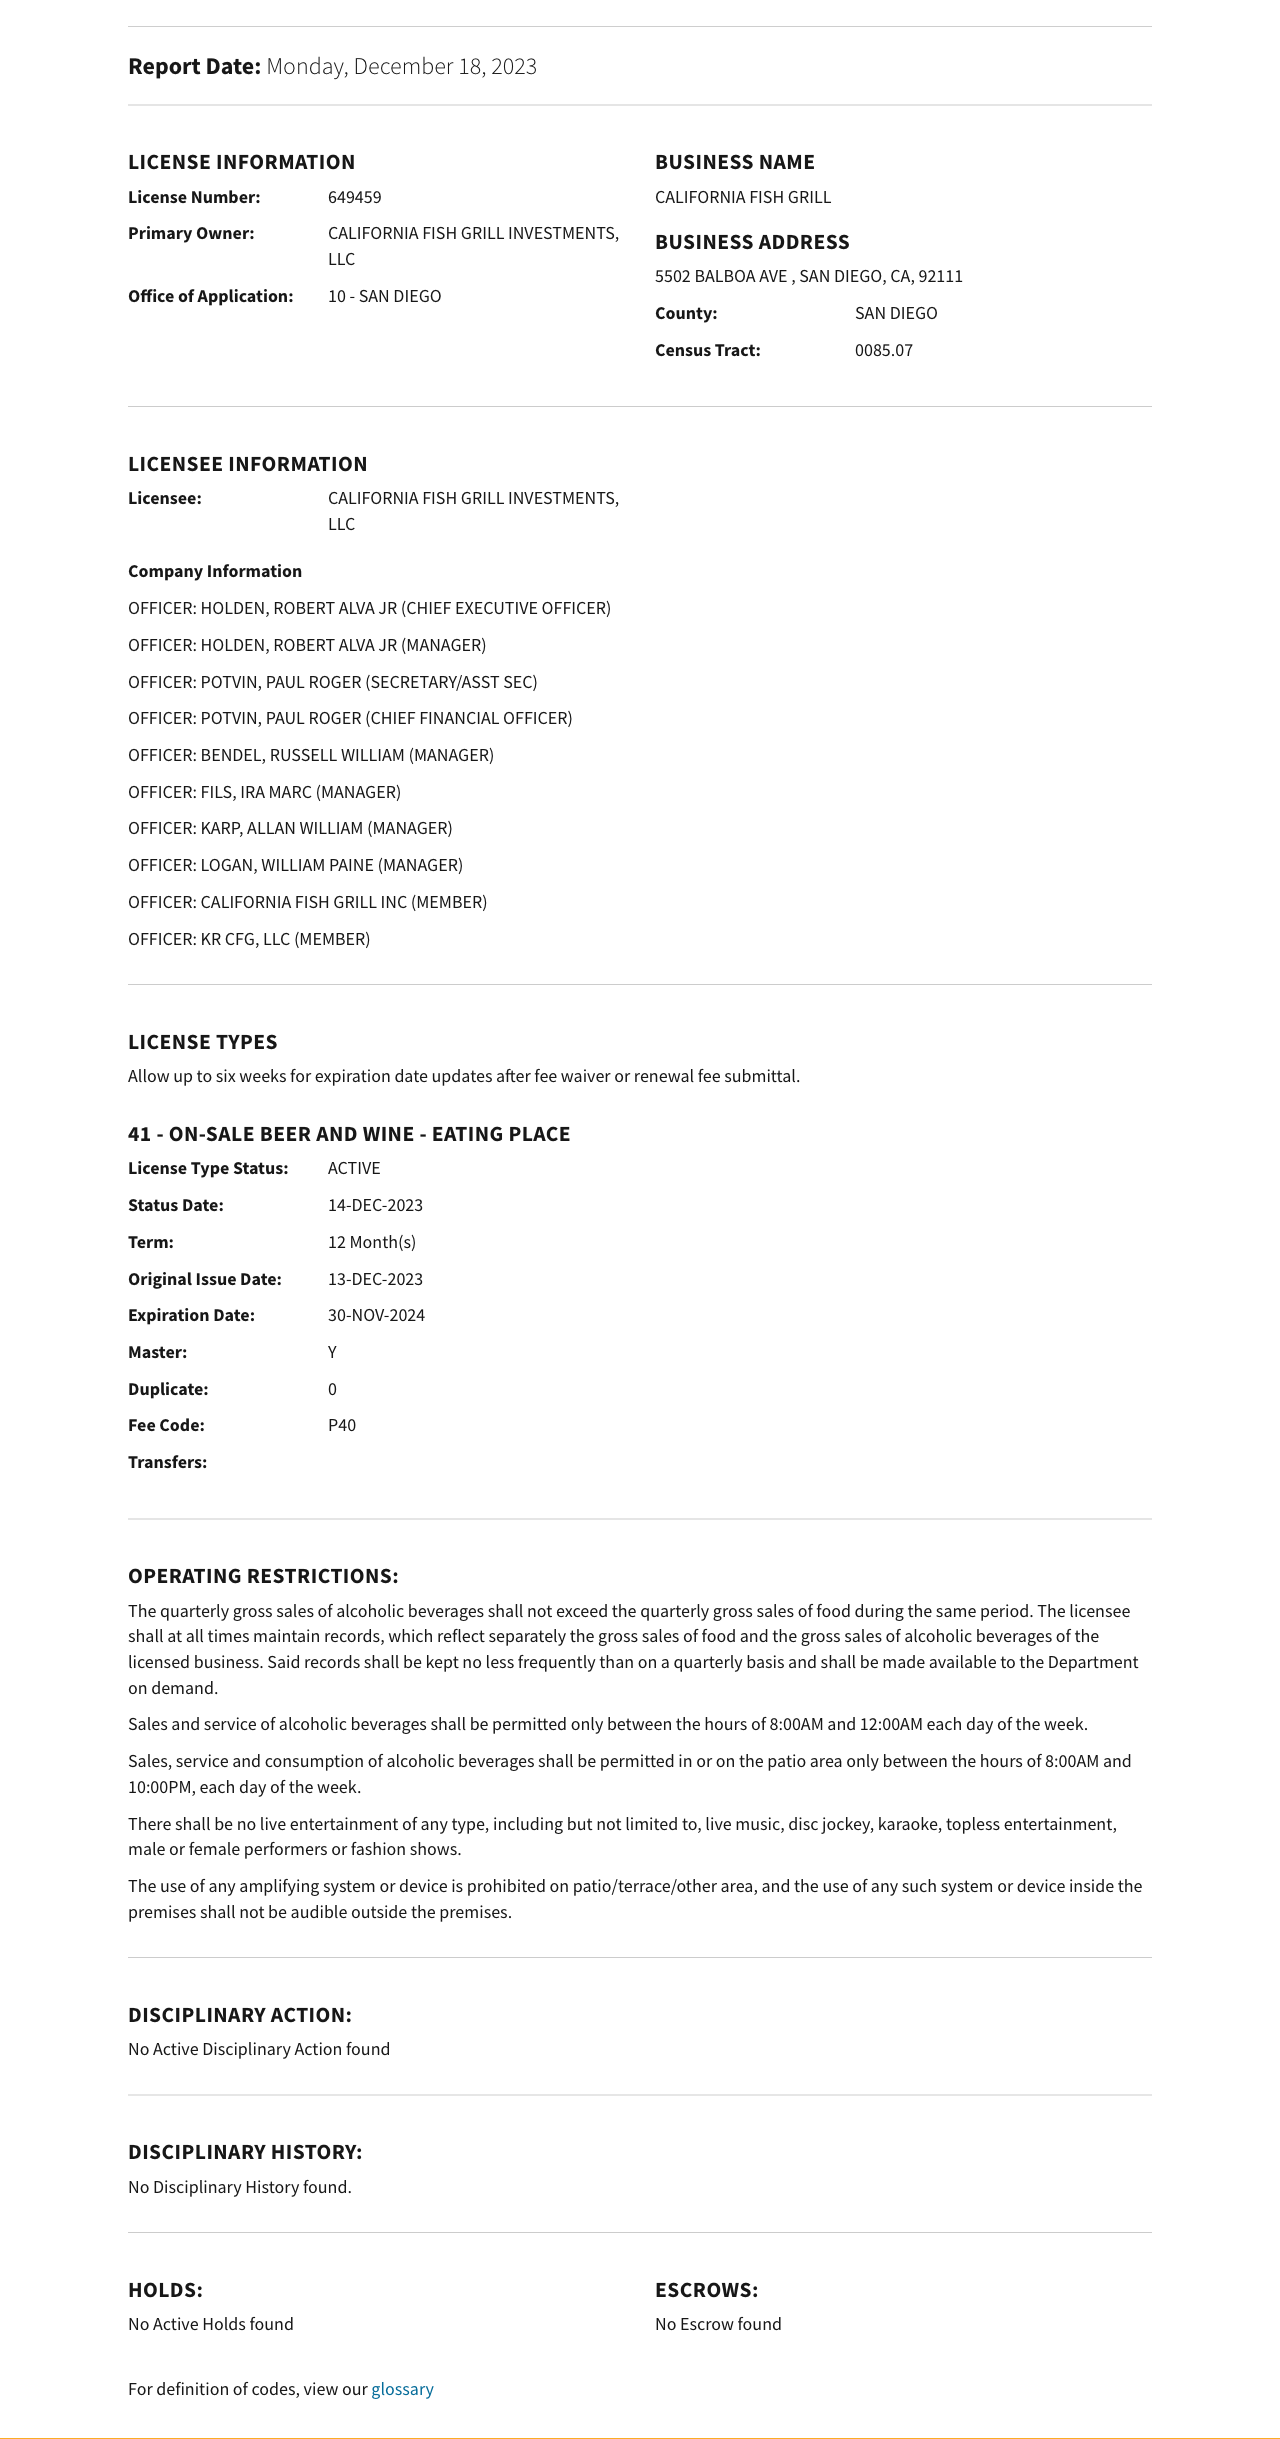 Report Date: Monday, December 18, 2023
LICENSE INFORMATION
License Number: 649459
Primary Owner: CALIFORNIA FISH GRILL INVESTMENTS,
LLC
Office of Application: 10 - SAN DIEGO
BUSINESS NAME
CALIFORNIA FISH GRILL
BUSINESS ADDRESS
5502 BALBOA AVE , SAN DIEGO, CA, 92111
County: SAN DIEGO
Census Tract: 0085.07
LICENSEE INFORMATION
Licensee: CALIFORNIA FISH GRILL INVESTMENTS,
LLC
Company Information
OFFICER: HOLDEN, ROBERT ALVA JR (CHIEF EXECUTIVE OFFICER)
OFFICER: HOLDEN, ROBERT ALVA JR (MANAGER)
OFFICER: POTVIN, PAUL ROGER (SECRETARY/ASST SEC)
OFFICER: POTVIN, PAUL ROGER (CHIEF FINANCIAL OFFICER)
OFFICER: BENDEL, RUSSELL WILLIAM (MANAGER)
OFFICER: FILS, IRA MARC (MANAGER)
OFFICER: KARP, ALLAN WILLIAM (MANAGER)
OFFICER: LOGAN, WILLIAM PAINE (MANAGER)
OFFICER: CALIFORNIA FISH GRILL INC (MEMBER)
OFFICER: KR CFG, LLC (MEMBER)
LICENSE TYPES
Allow up to six weeks for expiration date updates after fee waiver or renewal fee submittal.
41 - ON-SALE BEER AND WINE - EATING PLACE
License Type Status: ACTIVE
Status Date: 14-DEC-2023
Term: 12 Month(s)
Original Issue Date: 13-DEC-2023
Expiration Date: 30-NOV-2024
Master: Y
Duplicate: 0
Fee Code: P40
Transfers:
OPERATING RESTRICTIONS:
The quarterly gross sales of alcoholic beverages shall not exceed the quarterly gross sales of food during the same period. The licensee
shall at all times maintain records, which reflect separately the gross sales of food and the gross sales of alcoholic beverages of the
licensed business. Said records shall be kept no less frequently than on a quarterly basis and shall be made available to the Department
on demand.
Sales and service of alcoholic beverages shall be permitted only between the hours of 8:00AM and 12:00AM each day of the week.
Sales, service and consumption of alcoholic beverages shall be permitted in or on the patio area only between the hours of 8:00AM and
10:00PM, each day of the week.
There shall be no live entertainment of any type, including but not limited to, live music, disc jockey, karaoke, topless entertainment,
male or female performers or fashion shows.
The use of any amplifying system or device is prohibited on patio/terrace/other area, and the use of any such system or device inside the
premises shall not be audible outside the premises.
DISCIPLINARY ACTION:
No Active Disciplinary Action found
DISCIPLINARY HISTORY:
No Disciplinary History found.
HOLDS:
No Active Holds found
ESCROWS:
No Escrow found
For definition of codes, view our glossary